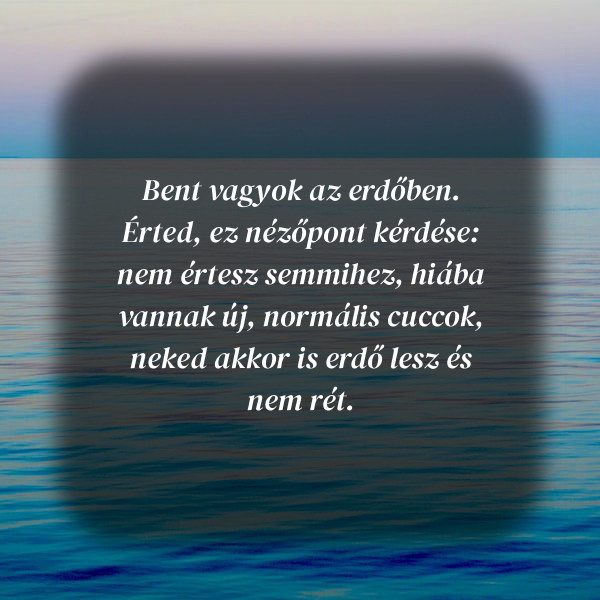 Bent vagyok az erdőben.
Érted, ez nézőpont kérdése:
nem értesz semmihez, hiába
vannak új, normális cuccok,
neked akkor is erdő lesz és
nem rét.